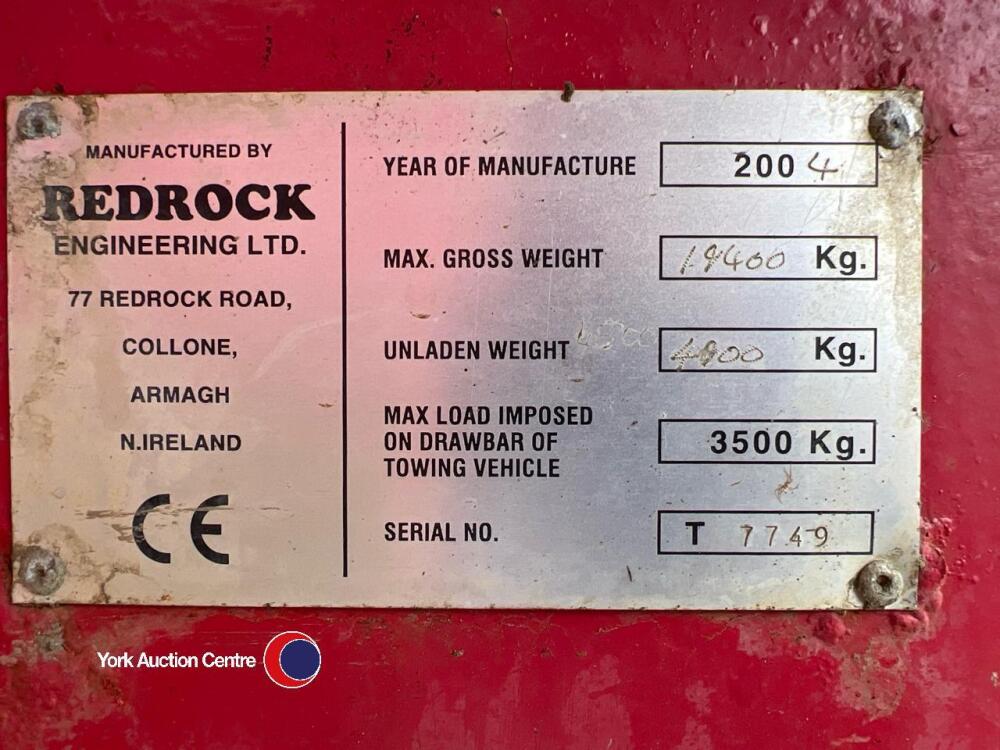 MANUFACTURED BY
REDROCK
ENGINEERING LTD.
77 REDROCK ROAD,
COLLONE,
ARMAGH
N.IRELAND
CE
YEAR OF MANUFACTURE 2004
MAX. GROSS WEIGHT Kg.
UNLADEN WEIGHT Kg.
MAX LOAD IMPOSED
ON DRAWBAR OF
TOWING VEHICLE 3500 Kg.
SERIAL NO. T 7749
York Auction Centre